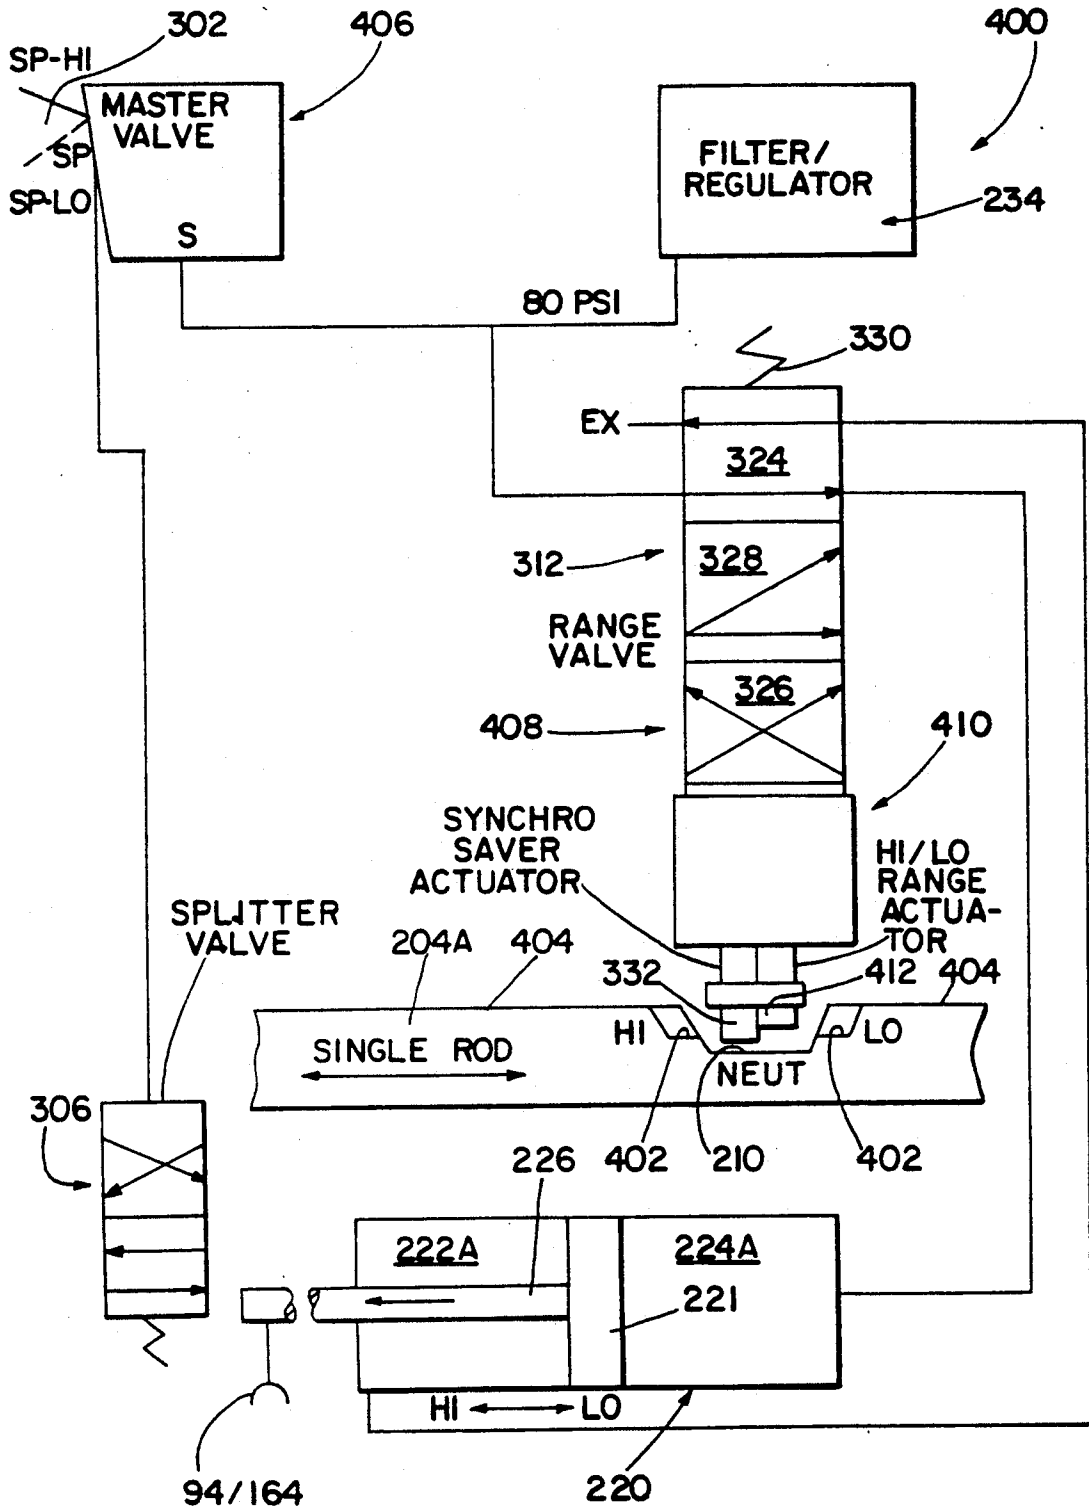 302
406
400
SP-HI
MASTER
VALVE
SP
SP-LO
S
FILTER/
REGULATOR
234
80 PSI
330
EX
324
312
328
RANGE
VALVE
326
408
410
SYNCHRO
SAVER
ACTUATOR
HI/LO
RANGE
ACTUA-
TOR
SPLITTER
VALVE
204A
404
332
412
404
HI
LO
SINGLE ROD
NEUT
306
226
402
210
402
222A
224A
221
HI
LO
94/164
220